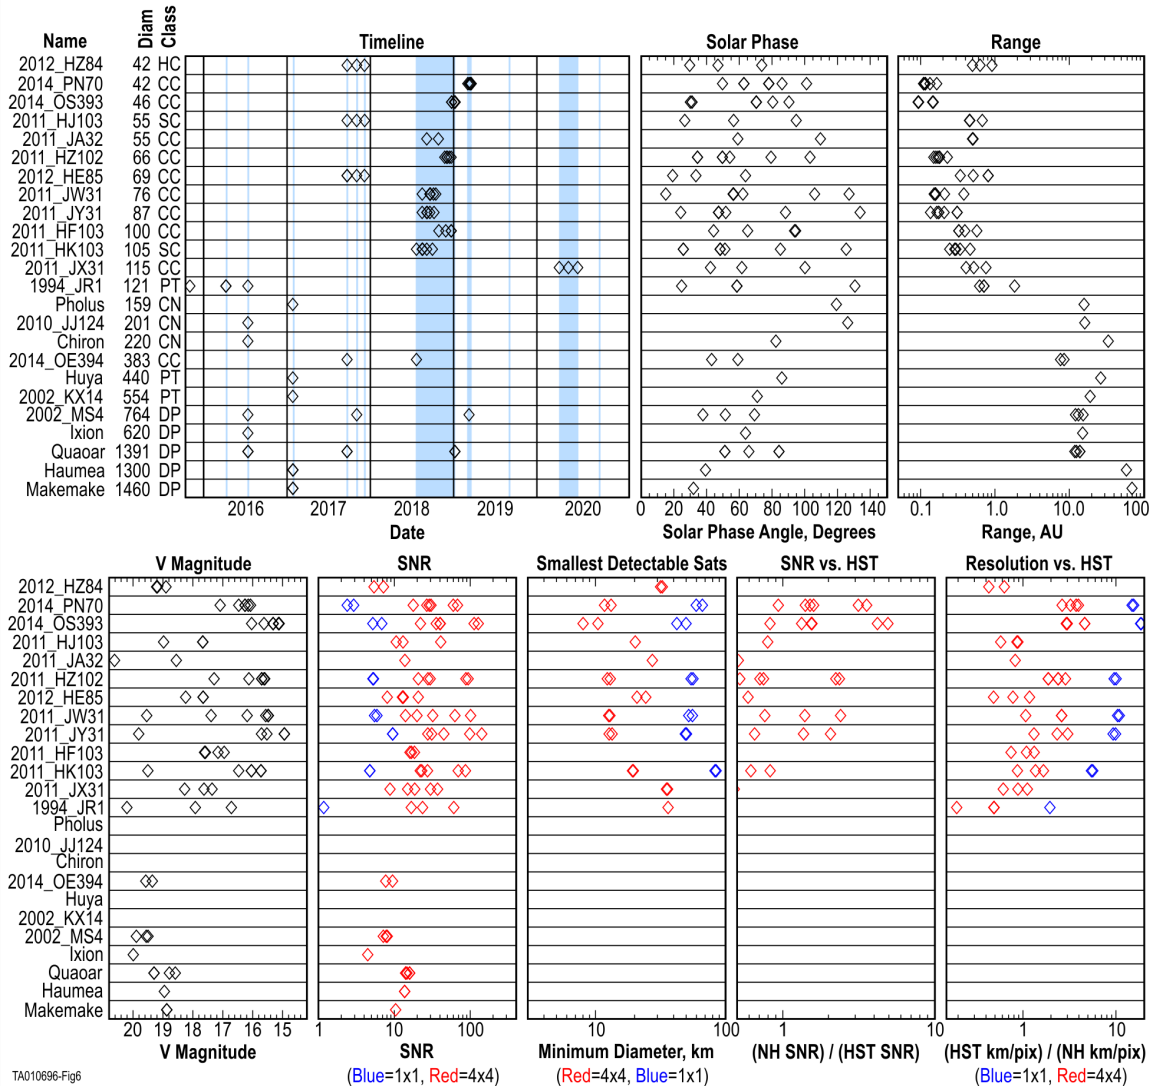 Name Diam Class Timeline Solar Phase Range
2012_HZ84 42 HC
2014_PN70 42 CC
2014_OS393 46 CC
2011_HJ103 55 SC
2011_JA32 55 CC
2011_HZ102 66 CC
2012_HE85 69 CC
2011_JW31 76 CC
2011_JY31 87 CC
2011_HF103 100 CC
2011_HK103 105 SC
2011_JX31 115 CC
1994_JR1 121 PT
Pholus 159 CN
2010_JJ124 201 CN
Chiron 220 CN
2014_OE394 383 CC
Huya 440 PT
2002_KX14 554 PT
2002_MS4 764 DP
Ixion 620 DP
Quaoar 1391 DP
Haumea 1300 DP
Makemake 1460 DP
2016 2017 2018 2019 2020 0 20 40 60 80 100 120 140 0.1 1.0 10.0 100
Date Solar Phase Angle, Degrees Range, AU
V Magnitude SNR Smallest Detectable Sats SNR vs. HST Resolution vs. HST
2012_HZ84
2014_PN70
2014_OS393
2011_HJ103
2011_JA32
2011_HZ102
2012_HE85
2011_JW31
2011_JY31
2011_HF103
2011_HK103
2011_JX31
1994_JR1
Pholus
2010_JJ124
Chiron
2014_OE394
Huya
2002_KX14
2002_MS4
Ixion
Quaoar
Haumea
Makemake
20 19 18 17 16 15 1 10 100 10 100 1 10 1 10
V Magnitude SNR Minimum Diameter, km (NH SNR) / (HST SNR) (HST km/pix) / (NH km/pix)
TA010696-Fig6 (Blue=1x1, Red=4x4) (Red=4x4, Blue=1x1) (Blue=1x1, Red=4x4)